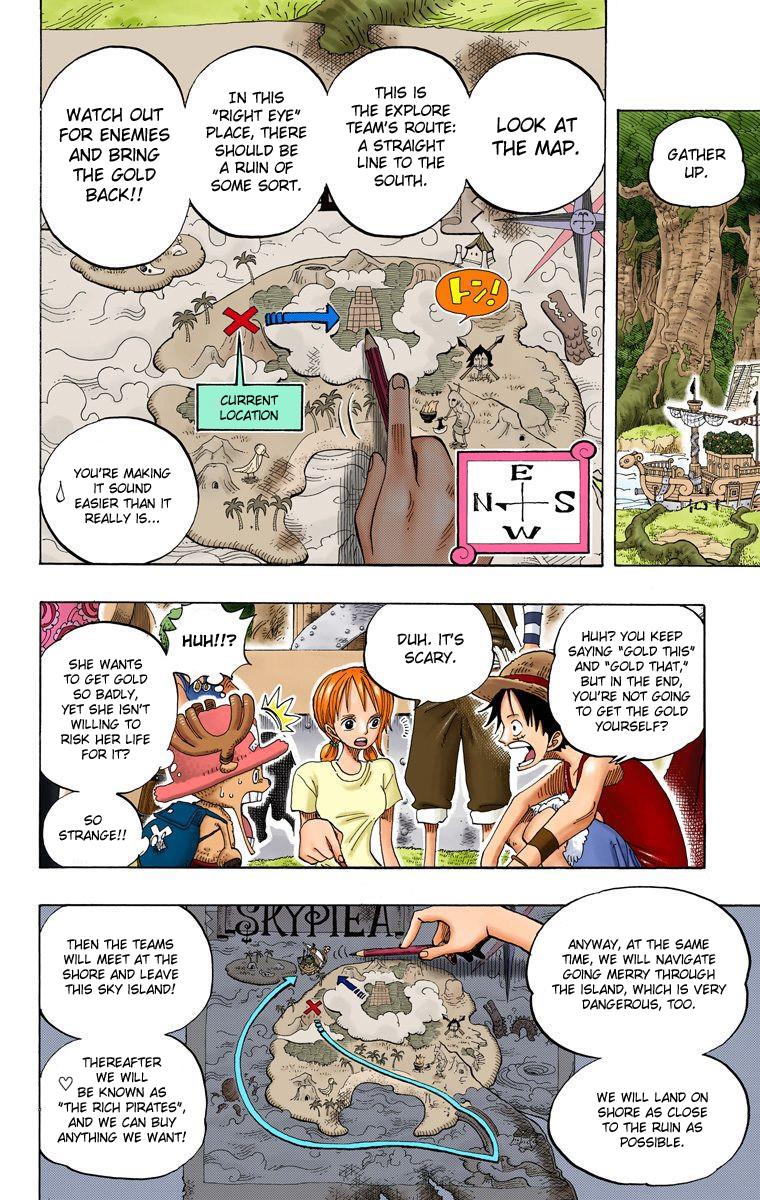 GATHER
UP.
LOOK AT
THE MAP.
THIS IS
THE EXPLORE
TEAM'S ROUTE:
A STRAIGHT
LINE TO THE
SOUTH.
IN THIS
"RIGHT EYE"
PLACE, THERE
SHOULD BE
A RUIN OF
SOME SORT.
WATCH OUT
FOR ENEMIES
AND BRING
THE GOLD
BACK!!
トン!
CURRENT
LOCATION
YOU'RE MAKING
IT SOUND
EASIER THAN IT
REALLY IS...
E
N S
W
HUH? YOU KEEP
SAYING "GOLD THIS"
AND "GOLD THAT,"
BUT IN THE END,
YOU'RE NOT GOING
TO GET THE GOLD
YOURSELF?
DUH. IT'S
SCARY.
HUH!!?
SHE WANTS
TO GET GOLD
SO BADLY,
YET SHE ISN'T
WILLING TO
RISK HER LIFE
FOR IT?
SO
STRANGE!!
SKYPIEA
ANYWAY, AT THE SAME
TIME, WE WILL NAVIGATE
GOING MERRY THROUGH
THE ISLAND, WHICH IS VERY
DANGEROUS, TOO.
WE WILL LAND ON
SHORE AS CLOSE
TO THE RUIN AS
POSSIBLE.
THEN THE TEAMS
WILL MEET AT THE
SHORE AND LEAVE
THIS SKY ISLAND!
THEREAFTER
WE WILL
♡ BE KNOWN AS
"THE RICH PIRATES",
AND WE CAN BUY
ANYTHING WE WANT!